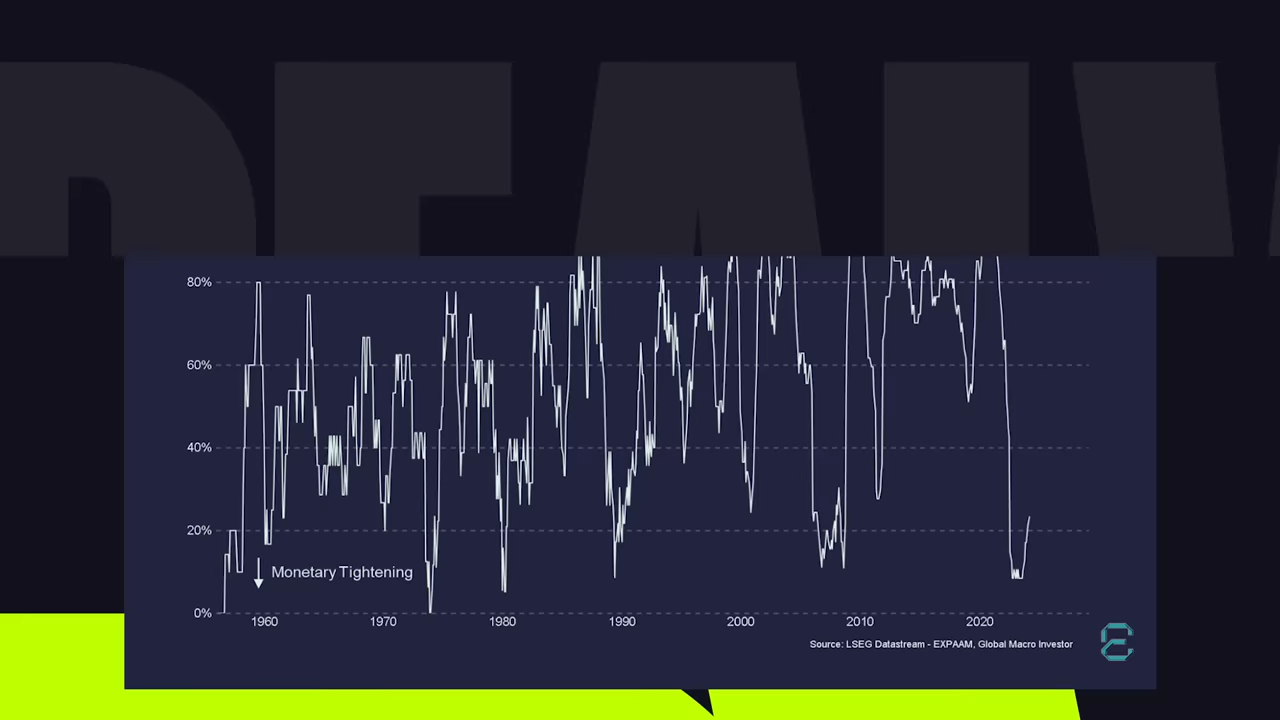 80%
60%
40%
20%
Monetary Tightening
0%
1960 1970 1980 1990 2000 2010 2020
Source: LSEG Datastream - EXPAAM, Global Macro Investor